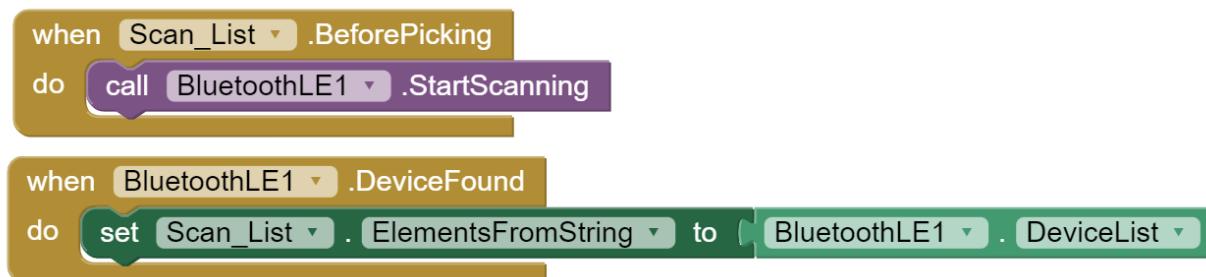 when Scan_List .BeforePicking
do call BluetoothLE1 .StartScanning
when BluetoothLE1 .DeviceFound
do set Scan_List . ElementsFromString to BluetoothLE1 . DeviceList